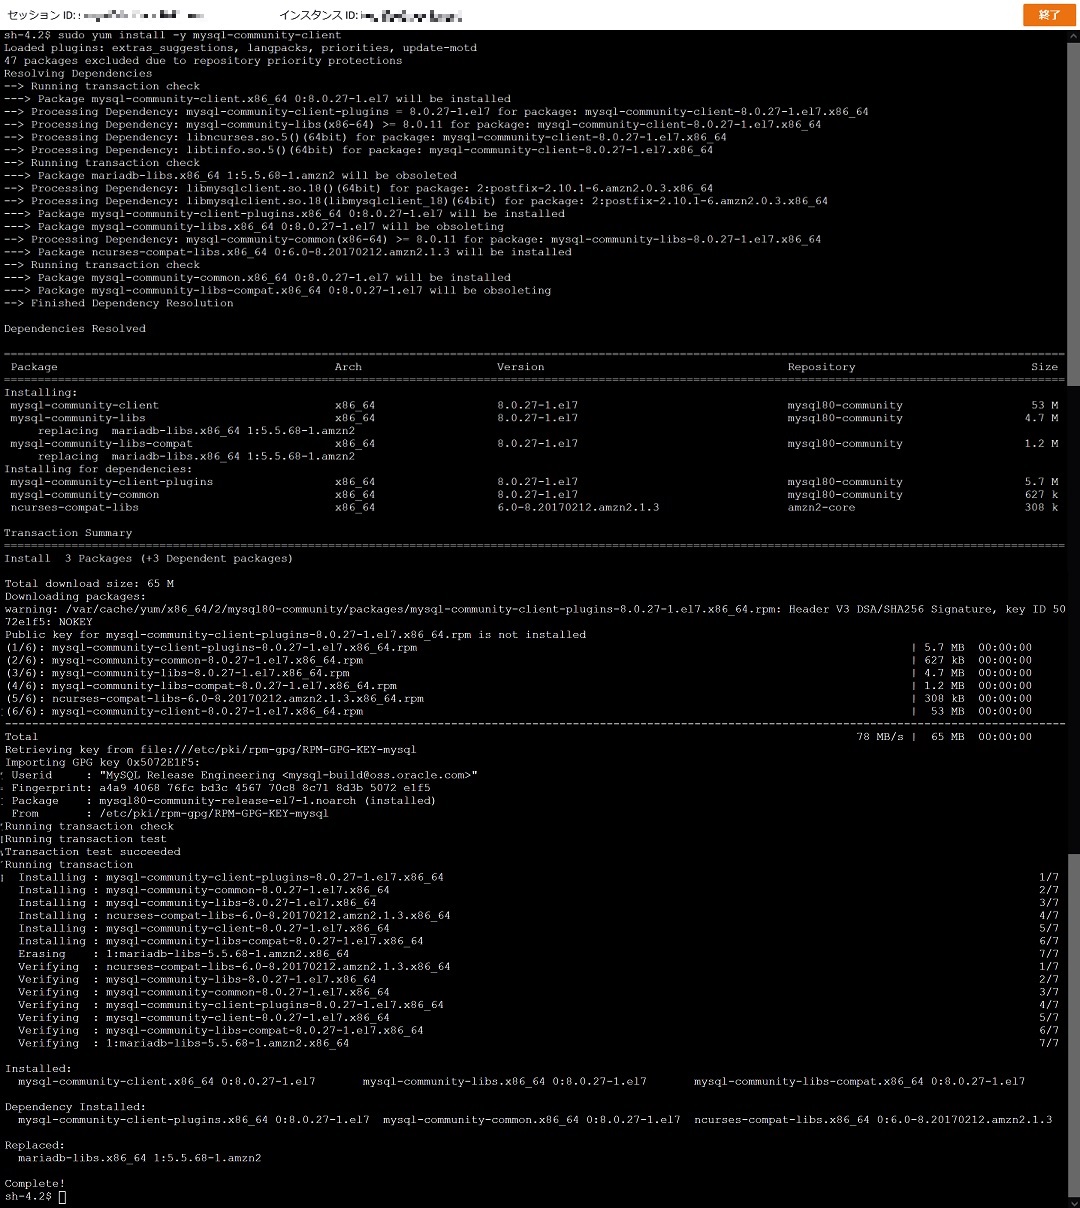 セッション ID:
インスタンス ID:
終了
sh-4.2$ sudo yum install -y mysql-community-client
Loaded plugins: extras_suggestions, langpacks, priorities, update-motd
47 packages excluded due to repository priority protections
Resolving Dependencies
--> Running transaction check
---> Package mysql-community-client.x86_64 0:8.0.27-1.el7 will be installed
--> Processing Dependency: mysql-community-client-plugins = 8.0.27-1.el7 for package: mysql-community-client-8.0.27-1.el7.x86_64
--> Processing Dependency: mysql-community-libs(x86-64) >= 8.0.11 for package: mysql-community-client-8.0.27-1.el7.x86_64
--> Processing Dependency: libncurses.so.5()(64bit) for package: mysql-community-client-8.0.27-1.el7.x86_64
--> Processing Dependency: libtinfo.so.5()(64bit) for package: mysql-community-client-8.0.27-1.el7.x86_64
--> Running transaction check
---> Package mariadb-libs.x86_64 1:5.5.68-1.amzn2 will be obsoleted
--> Processing Dependency: libmysqlclient.so.18()(64bit) for package: 2:postfix-2.10.1-6.amzn2.0.3.x86_64
--> Processing Dependency: libmysqlclient.so.18(libmysqlclient_18)(64bit) for package: 2:postfix-2.10.1-6.amzn2.0.3.x86_64
---> Package mysql-community-client-plugins.x86_64 0:8.0.27-1.el7 will be installed
---> Package mysql-community-libs.x86_64 0:8.0.27-1.el7 will be obsoleting
--> Processing Dependency: mysql-community-common(x86-64) >= 8.0.11 for package: mysql-community-libs-8.0.27-1.el7.x86_64
---> Package ncurses-compat-libs.x86_64 0:6.0-8.20170212.amzn2.1.3 will be installed
--> Running transaction check
---> Package mysql-community-common.x86_64 0:8.0.27-1.el7 will be installed
---> Package mysql-community-libs-compat.x86_64 0:8.0.27-1.el7 will be obsoleting
--> Finished Dependency Resolution
Dependencies Resolved
Package Arch Version Repository Size
Installing:
mysql-community-client x86_64 8.0.27-1.el7 mysql80-community 53 M
mysql-community-libs x86_64 8.0.27-1.el7 mysql80-community 4.7 M
replacing mariadb-libs.x86_64 1:5.5.68-1.amzn2
mysql-community-libs-compat x86_64 8.0.27-1.el7 mysql80-community 1.2 M
replacing mariadb-libs.x86_64 1:5.5.68-1.amzn2
Installing for dependencies:
mysql-community-client-plugins x86_64 8.0.27-1.el7 mysql80-community 5.7 M
mysql-community-common x86_64 8.0.27-1.el7 mysql80-community 627 k
ncurses-compat-libs x86_64 6.0-8.20170212.amzn2.1.3 amzn2-core 308 k
Transaction Summary
Install 3 Packages (+3 Dependent packages)
Total download size: 65 M
Downloading packages:
warning: /var/cache/yum/x86_64/2/mysql80-community/packages/mysql-community-client-plugins-8.0.27-1.el7.x86_64.rpm: Header V3 DSA/SHA256 Signature, key ID 50
72e1f5: NOKEY
Public key for mysql-community-client-plugins-8.0.27-1.el7.x86_64.rpm is not installed
(1/6): mysql-community-client-plugins-8.0.27-1.el7.x86_64.rpm | 5.7 MB 00:00:00
(2/6): mysql-community-common-8.0.27-1.el7.x86_64.rpm | 627 kB 00:00:00
(3/6): mysql-community-libs-8.0.27-1.el7.x86_64.rpm | 4.7 MB 00:00:00
(4/6): mysql-community-libs-compat-8.0.27-1.el7.x86_64.rpm | 1.2 MB 00:00:00
(5/6): ncurses-compat-libs-6.0-8.20170212.amzn2.1.3.x86_64.rpm | 308 kB 00:00:00
(6/6): mysql-community-client-8.0.27-1.el7.x86_64.rpm | 53 MB 00:00:00
Total 78 MB/s | 65 MB 00:00:00
Retrieving key from file:///etc/pki/rpm-gpg/RPM-GPG-KEY-mysql
Importing GPG key 0x5072E1F5:
Userid : "MySQL Release Engineering <mysql-build@oss.oracle.com>"
Fingerprint: a4a9 4068 76fc bd3c 4567 70c8 8c71 8d3b 5072 e1f5
Package : mysql80-community-release-el7-1.noarch (installed)
From : /etc/pki/rpm-gpg/RPM-GPG-KEY-mysql
Running transaction check
Running transaction test
Transaction test succeeded
Running transaction
Installing : mysql-community-client-plugins-8.0.27-1.el7.x86_64 1/7
Installing : mysql-community-common-8.0.27-1.el7.x86_64 2/7
Installing : mysql-community-libs-8.0.27-1.el7.x86_64 3/7
Installing : ncurses-compat-libs-6.0-8.20170212.amzn2.1.3.x86_64 4/7
Installing : mysql-community-client-8.0.27-1.el7.x86_64 5/7
Installing : mysql-community-libs-compat-8.0.27-1.el7.x86_64 6/7
Erasing : 1:mariadb-libs-5.5.68-1.amzn2.x86_64 7/7
Verifying : ncurses-compat-libs-6.0-8.20170212.amzn2.1.3.x86_64 1/7
Verifying : mysql-community-libs-8.0.27-1.el7.x86_64 2/7
Verifying : mysql-community-common-8.0.27-1.el7.x86_64 3/7
Verifying : mysql-community-client-plugins-8.0.27-1.el7.x86_64 4/7
Verifying : mysql-community-client-8.0.27-1.el7.x86_64 5/7
Verifying : mysql-community-libs-compat-8.0.27-1.el7.x86_64 6/7
Verifying : 1:mariadb-libs-5.5.68-1.amzn2.x86_64 7/7
Installed:
mysql-community-client.x86_64 0:8.0.27-1.el7 mysql-community-libs.x86_64 0:8.0.27-1.el7 mysql-community-libs-compat.x86_64 0:8.0.27-1.el7
Dependency Installed:
mysql-community-client-plugins.x86_64 0:8.0.27-1.el7 mysql-community-common.x86_64 0:8.0.27-1.el7 ncurses-compat-libs.x86_64 0:6.0-8.20170212.amzn2.1.3
Replaced:
mariadb-libs.x86_64 1:5.5.68-1.amzn2
Complete!
sh-4.2$